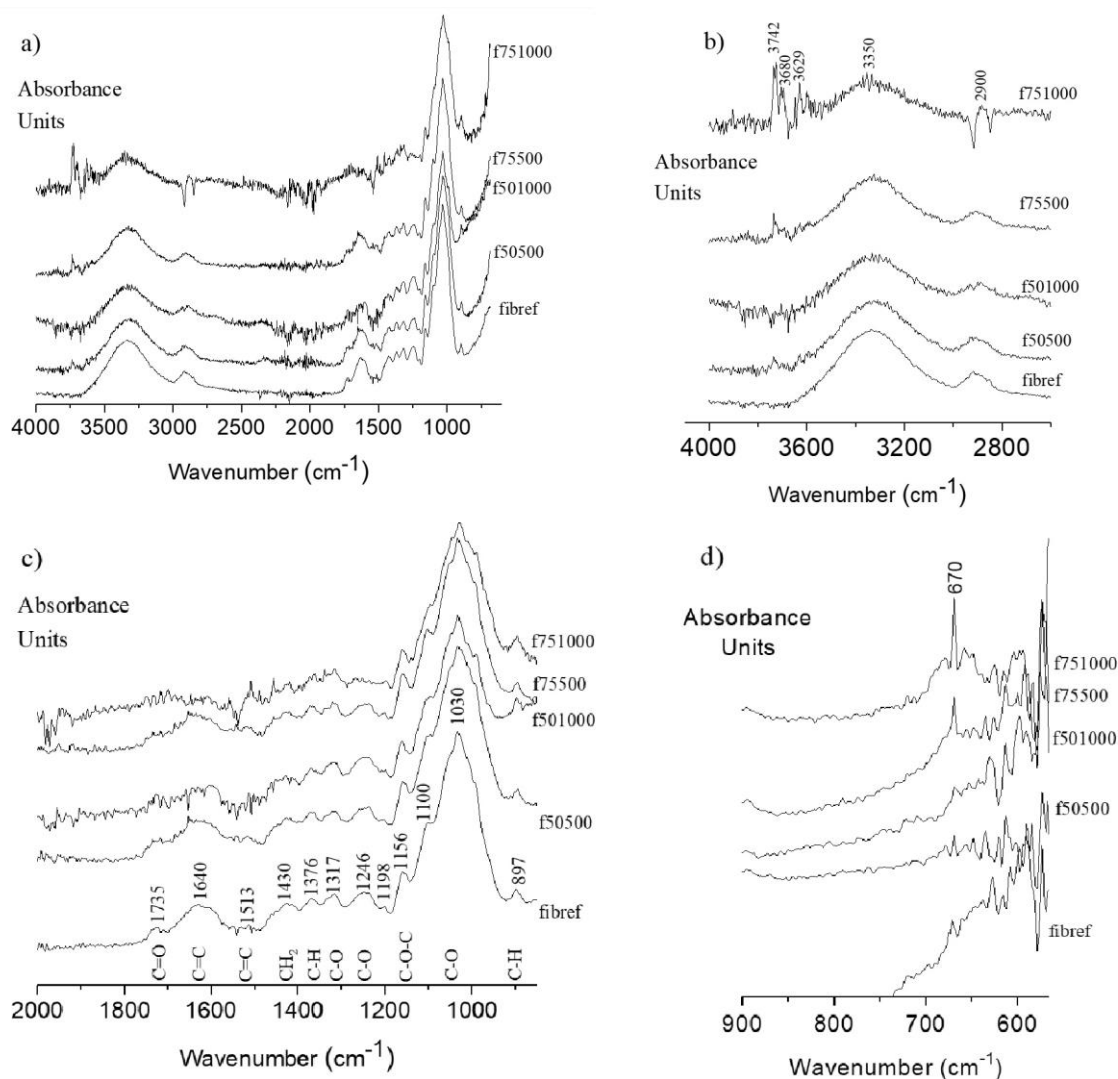 a)
Absorbance
Units
f751000
f75500
f501000
f50500
fibref
4000 3500 3000 2500 2000 1500 1000
Wavenumber (cm⁻¹)
b)
3742
3680
3629
3350
2900
f751000
Absorbance
Units
f75500
f501000
f50500
fibref
4000 3600 3200 2800
Wavenumber (cm⁻¹)
c)
Absorbance
Units
f751000
f75500
f501000
f50500
fibref
1735
1640
1513
1430
1376
1317
1246
1198
1156
1100
1030
897
C=O
C=C
C=C
CH₂
C-H
C-O
C-O
C-O-C
C-O
C-H
2000 1800 1600 1400 1200 1000
Wavenumber (cm⁻¹)
d)
670
Absorbance
Units
f751000
f75500
f501000
f50500
fibref
900 800 700 600
Wavenumber (cm⁻¹)